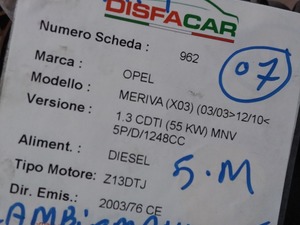 DISFACAR
Numero Scheda : 962
Marca : OPEL
Modello : MERIVA (X03) (03/03>12/10<
Versione : 1.3 CDTI (55 KW) MNV
5P/D/1248CC
Aliment. : DIESEL
Tipo Motore: Z13DTJ
Dir. Emis.: 2003/76 CE
07
5.M